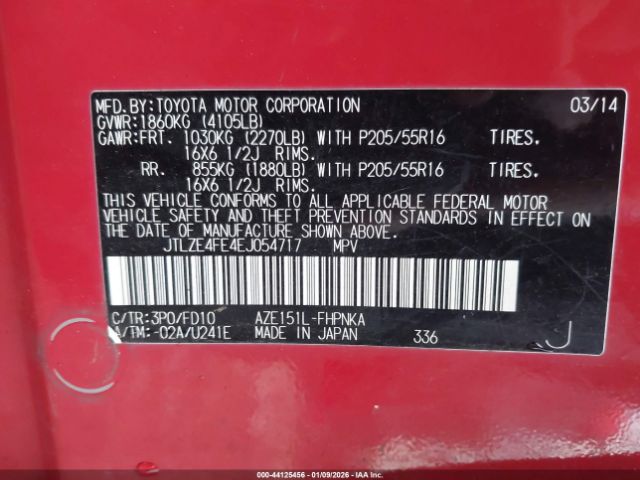 MFD.BY:TOYOTA MOTOR CORPORATION 03/14
GVWR:1860KG (4105LB)
GAWR:FRT. 1030KG (2270LB) WITH P205/55R16 TIRES.
16X6 1/2J RIMS.
RR. 855KG (1880LB) WITH P205/55R16 TIRES.
16X6 1/2J RIMS.
THIS VEHICLE CONFORMS TO ALL APPLICABLE FEDERAL MOTOR
VEHICLE SAFETY AND THEFT PREVENTION STANDARDS IN EFFECT ON
THE DATE OF MANUFACTURE SHOWN ABOVE.
JTLZE4FE4EJ054717 MPV
C/TR:3P0/FD10 AZE151L-FHPNKA
A/TM:-02A/U241E MADE IN JAPAN 336 J
000-44125456 - 01/09/2026 - IAAI